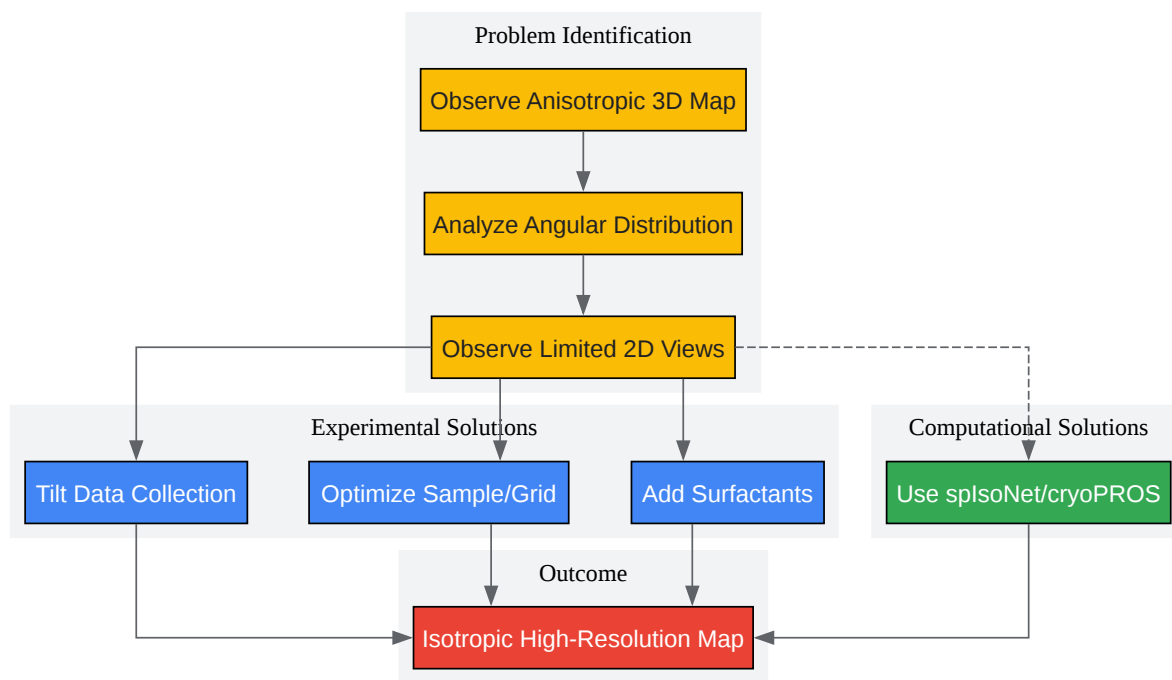 Problem Identification
Observe Anisotropic 3D Map
Analyze Angular Distribution
Observe Limited 2D Views
Experimental Solutions
Computational Solutions
Tilt Data Collection
Optimize Sample/Grid
Add Surfactants
Use spIsoNet/cryoPROS
Outcome
Isotropic High-Resolution Map